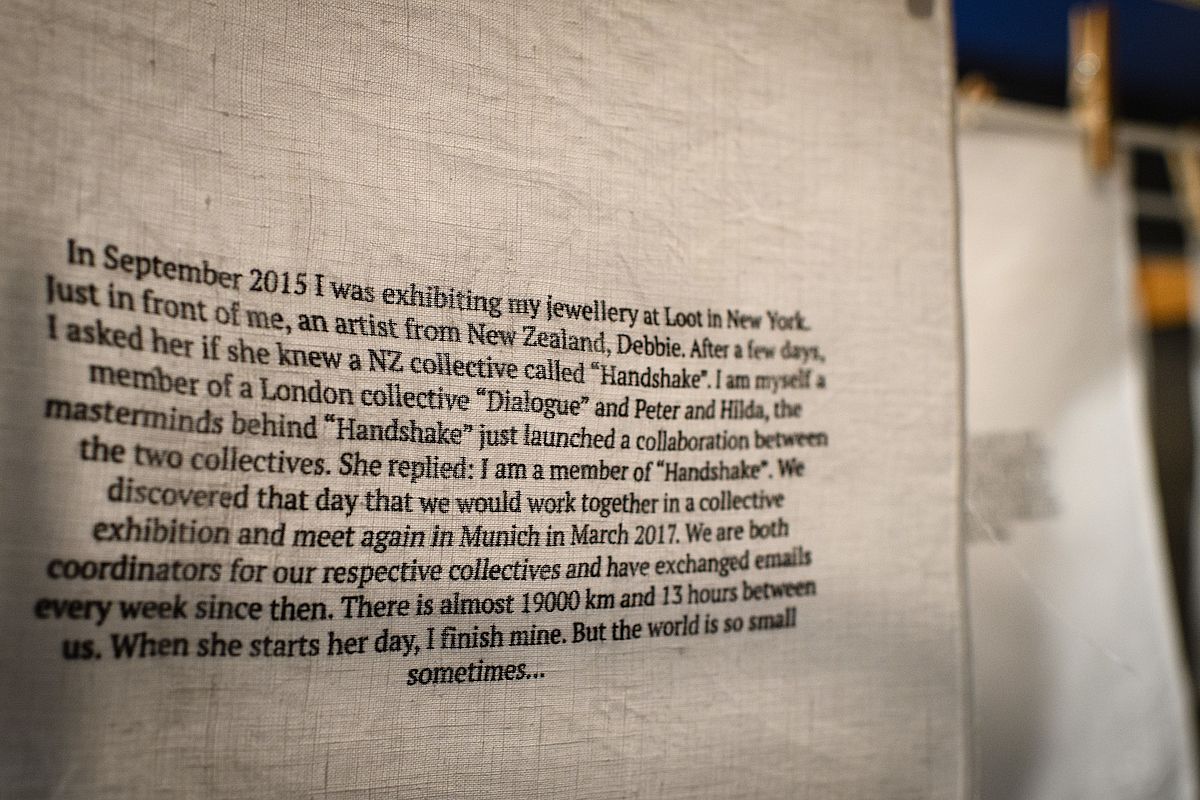 In September 2015 I was exhibiting my jewellery at Loot in New York.
Just in front of me, an artist from New Zealand, Debbie. After a few days,
I asked her if she knew a NZ collective called “Handshake”. I am myself a
member of a London collective “Dialogue” and Peter and Hilda, the
masterminds behind “Handshake” just launched a collaboration between
the two collectives. She replied: I am a member of “Handshake”. We
discovered that day that we would work together in a collective
exhibition and meet again in Munich in March 2017. We are both
coordinators for our respective collectives and have exchanged emails
every week since then. There is almost 19000 km and 13 hours between
us. When she starts her day, I finish mine. But the world is so small
sometimes...